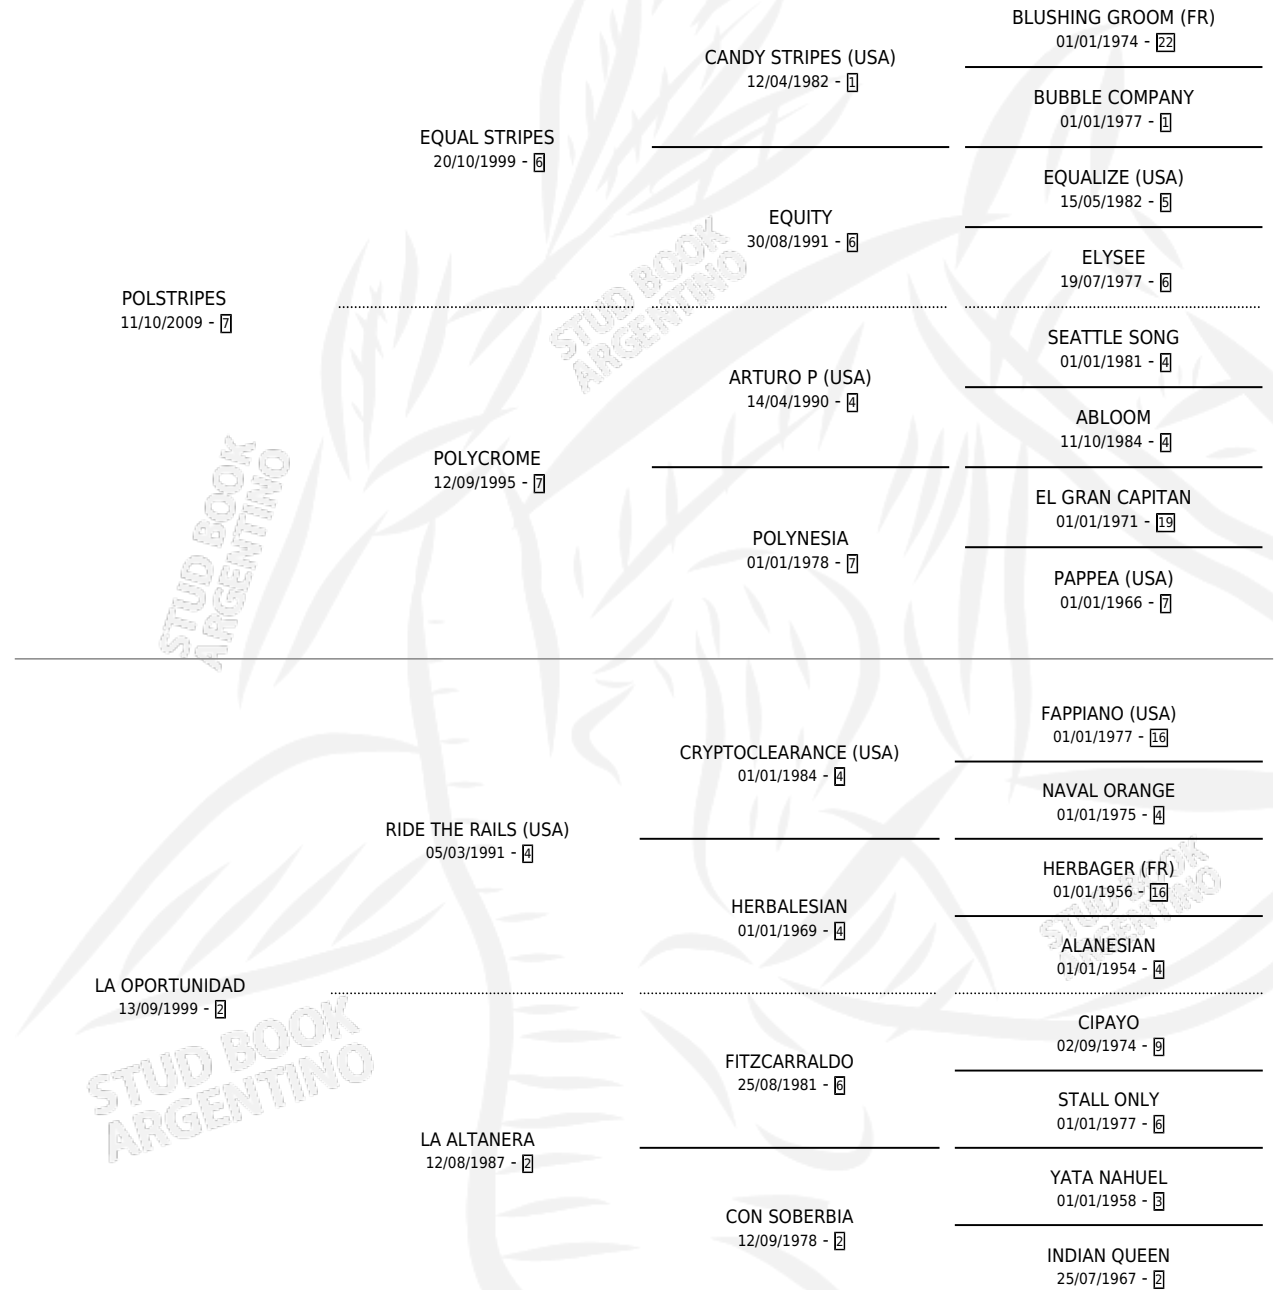 BLUSHING GROOM (FR)
01/01/1974 - 22
CANDY STRIPES (USA)
12/04/1982 - 1
BUBBLE COMPANY
01/01/1977 - 1
EQUAL STRIPES
20/10/1999 - 6
EQUALIZE (USA)
15/05/1982 - 5
EQUITY
30/08/1991 - 6
ELYSEE
19/07/1977 - 6
POLSTRIPES
11/10/2009 - 7
SEATTLE SONG
01/01/1981 - 4
ARTURO P (USA)
14/04/1990 - 4
ABLOOM
11/10/1984 - 4
POLYCROME
12/09/1995 - 7
EL GRAN CAPITAN
01/01/1971 - 19
POLYNESIA
01/01/1978 - 7
PAPPEA (USA)
01/01/1966 - 7
FAPPIANO (USA)
01/01/1977 - 16
CRYPTOCLEARANCE (USA)
01/01/1984 - 4
NAVAL ORANGE
01/01/1975 - 4
RIDE THE RAILS (USA)
05/03/1991 - 4
HERBAGER (FR)
01/01/1956 - 16
HERBALESIAN
01/01/1969 - 4
ALANESIAN
01/01/1954 - 4
LA OPORTUNIDAD
13/09/1999 - 2
CIPAYO
02/09/1974 - 9
FITZCARRALDO
25/08/1981 - 6
STALL ONLY
01/01/1977 - 6
LA ALTANERA
12/08/1987 - 2
YATA NAHUEL
01/01/1958 - 3
CON SOBERBIA
12/09/1978 - 2
INDIAN QUEEN
25/07/1967 - 2
STUD BOOK
ARGENTINO
STUD BOOK
ARGENTINO
STUD BOOK
ARGENTINO
STUD BOOK
ARGENTINO